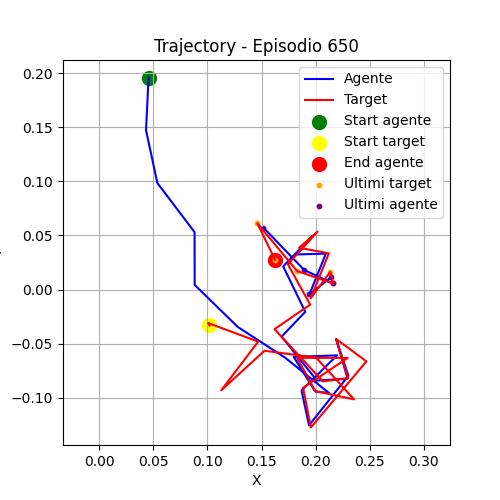 Trajectory - Episodio 650
Agente
Target
Start agente
Start target
End agente
Ultimi target
Ultimi agente
0.20
0.15
0.10
0.05
0.00
−0.05
−0.10
0.00 0.05 0.10 0.15 0.20 0.25 0.30
X